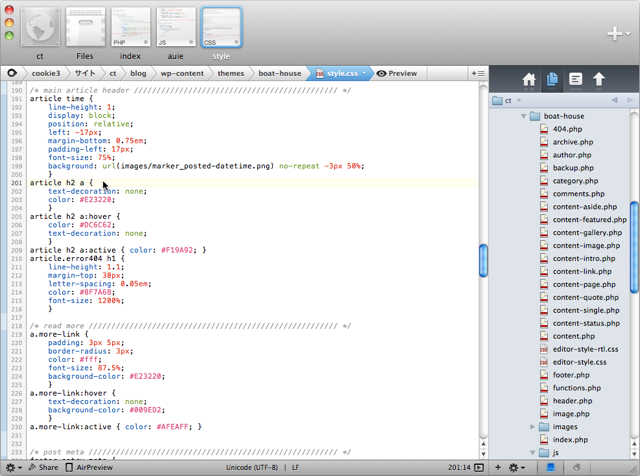 PHP
JS
CSS
ct
Files
index
auie
style
cookie3 サイト ct blog wp-content themes boat-house style.css Preview
ct
189
190 /* main article header ////////////////////////////////////////// */
191 article time {
192 line-height: 1;
193 display: block;
194 position: relative;
195 left: -17px;
196 margin-bottom: 0.75em;
197 padding-left: 17px;
198 font-size: 75%;
199 background: url(images/marker_posted-datetime.png) no-repeat -3px 50%;
200 }
201 article h2 a {
202 text-decoration: none;
203 color: #E23220;
204 }
205 article h2 a:hover {
206 color: #DC6C62;
207 text-decoration: none;
208 }
209 article h2 a:active { color: #F19A92; }
210 article.error404 h1 {
211 line-height: 1.1;
212 margin-top: 30px;
213 letter-spacing: 0.05em;
214 color: #8F7A68;
215 font-size: 1200%;
216 }
217
218 /* read more /////////////////////////////////////////////////// */
219 a.more-link {
220 padding: 3px 5px;
221 border-radius: 3px;
222 color: #fff;
223 font-size: 87.5%;
224 background-color: #E23220;
225 }
226 a.more-link:hover {
227 text-decoration: none;
228 background-color: #009ED2;
229 }
230 a.more-link:active { color: #AFEAFF; }
231
232
233 /* post meta /////////////////////////////////////////////////// */
boat-house
404.php
archive.php
author.php
backup.php
category.php
comments.php
content-aside.php
content-featured.php
content-gallery.php
content-image.php
content-intro.php
content-link.php
content-page.php
content-quote.php
content-single.php
content-status.php
content.php
editor-style-rtl.css
editor-style.css
footer.php
functions.php
header.php
image.php
images
index.php
js
Share AirPreview Unicode (UTF-8) LF 201:14